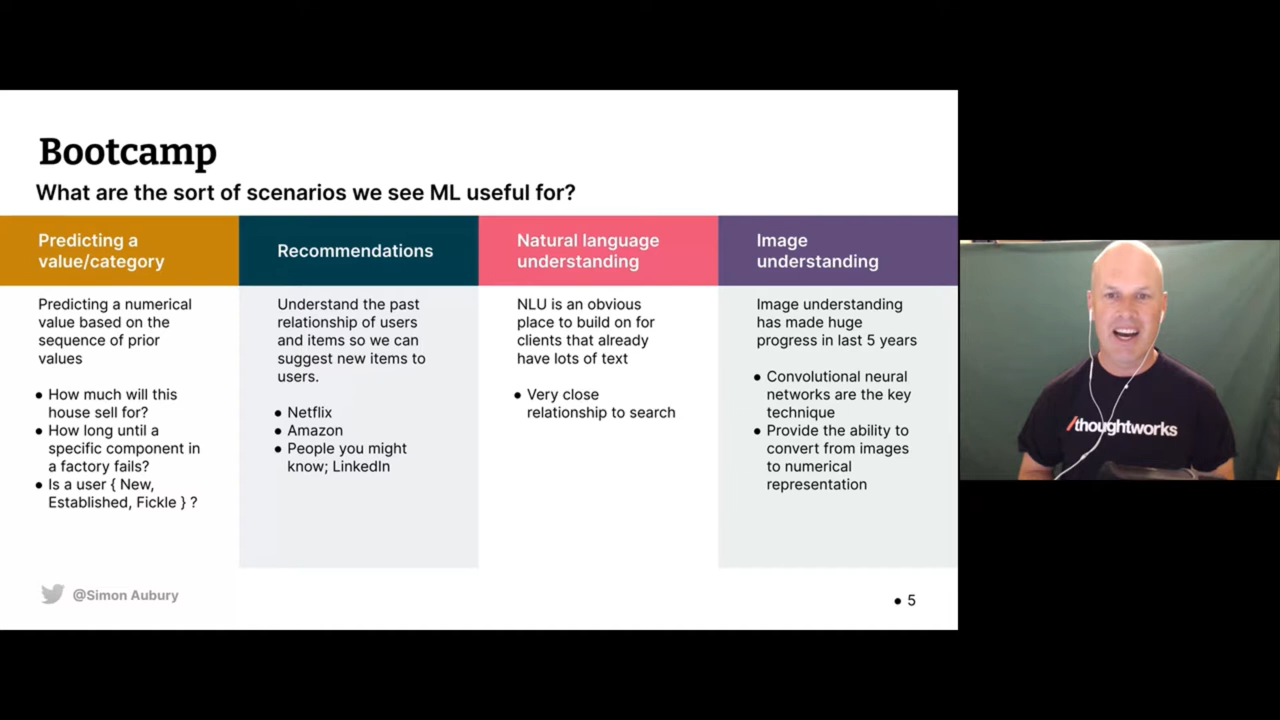 Bootcamp
What are the sort of scenarios we see ML useful for?
Predicting a
value/category
Predicting a numerical
value based on the
sequence of prior
values
● How much will this
house sell for?
● How long until a
specific component in
a factory fails?
● Is a user { New,
Established, Fickle } ?
Recommendations
Understand the past
relationship of users
and items so we can
suggest new items to
users.
● Netflix
● Amazon
● People you might
know; LinkedIn
Natural language
understanding
NLU is an obvious
place to build on for
clients that already
have lots of text
● Very close
relationship to search
Image
understanding
Image understanding
has made huge
progress in last 5 years
● Convolutional neural
networks are the key
technique
● Provide the ability to
convert from images
to numerical
representation
@Simon Aubury
● 5
/thoughtworks